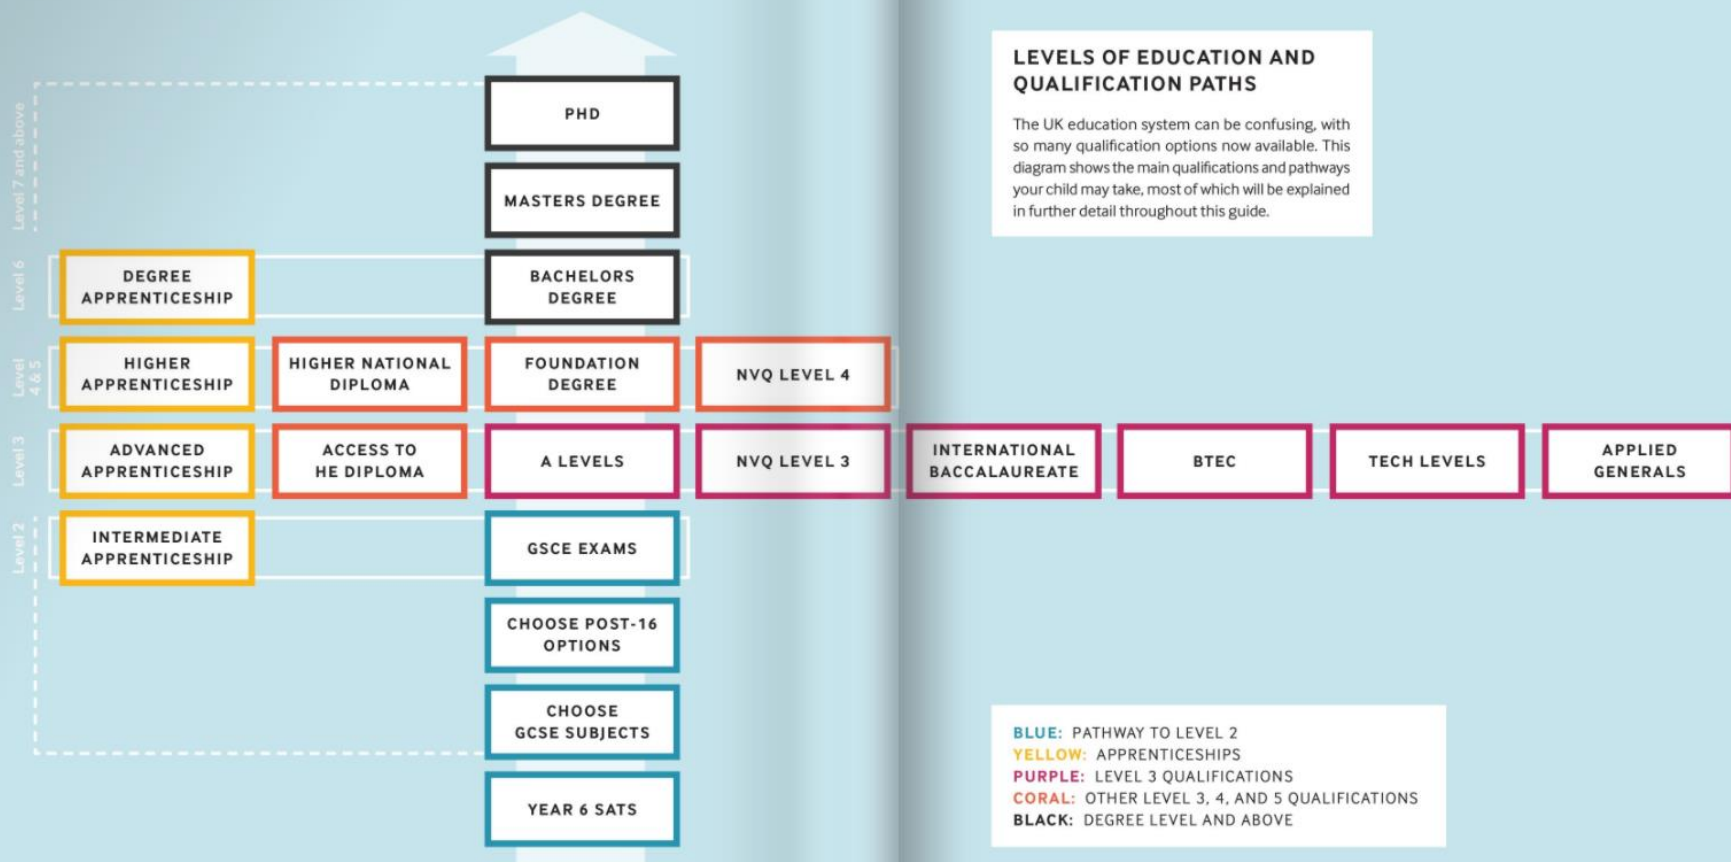 LEVELS OF EDUCATION AND
QUALIFICATION PATHS
The UK education system can be confusing, with
so many qualification options now available. This
diagram shows the main qualifications and pathways
your child may take, most of which will be explained
in further detail throughout this guide.
Level 7 and above
PHD
MASTERS DEGREE
Level 6
DEGREE
APPRENTICESHIP
BACHELORS
DEGREE
Level
4 & 5
HIGHER
APPRENTICESHIP
HIGHER NATIONAL
DIPLOMA
FOUNDATION
DEGREE
NVQ LEVEL 4
Level 3
ADVANCED
APPRENTICESHIP
ACCESS TO
HE DIPLOMA
A LEVELS
NVQ LEVEL 3
INTERNATIONAL
BACCALAUREATE
BTEC
TECH LEVELS
APPLIED
GENERALS
Level 2
INTERMEDIATE
APPRENTICESHIP
GSCE EXAMS
CHOOSE POST-16
OPTIONS
CHOOSE
GCSE SUBJECTS
YEAR 6 SATS
BLUE: PATHWAY TO LEVEL 2
YELLOW: APPRENTICESHIPS
PURPLE: LEVEL 3 QUALIFICATIONS
CORAL: OTHER LEVEL 3, 4, AND 5 QUALIFICATIONS
BLACK: DEGREE LEVEL AND ABOVE